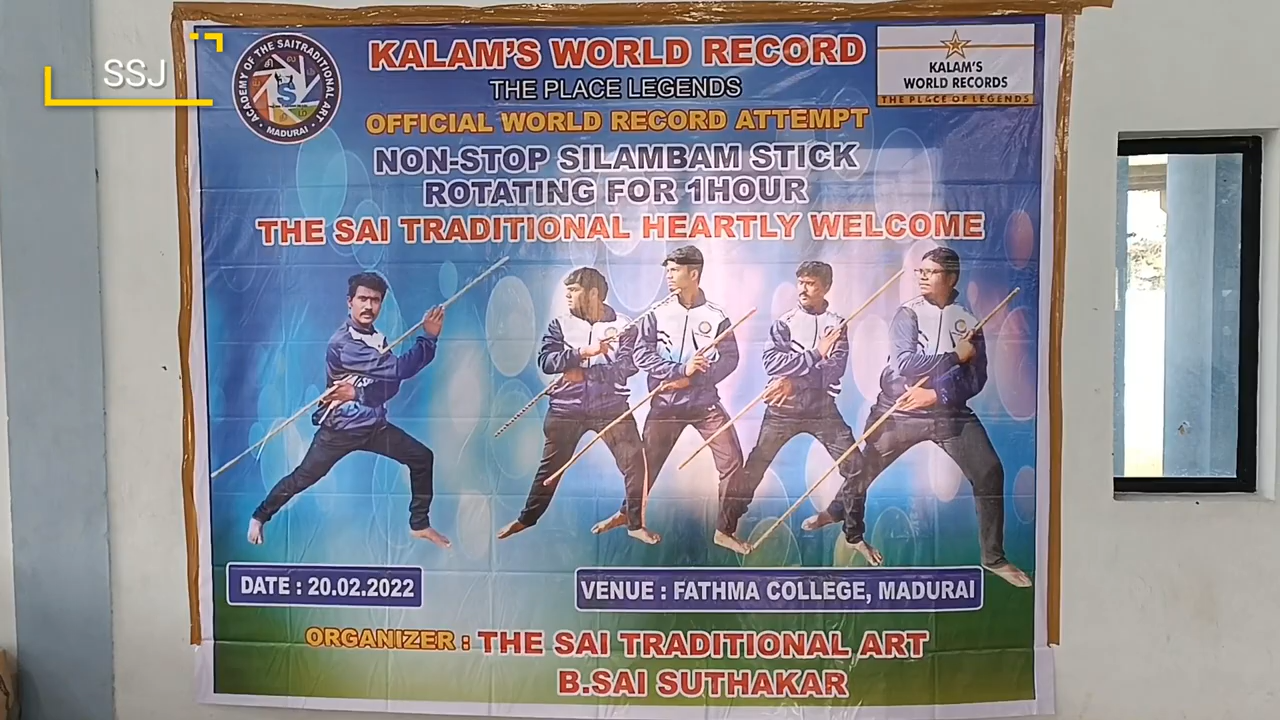 SSJ
ACADEMY OF THE SAI TRADITIONAL ART
MADURAI
S
KALAM'S WORLD RECORD
THE PLACE LEGENDS
OFFICIAL WORLD RECORD ATTEMPT
NON-STOP SILAMBAM STICK
ROTATING FOR 1HOUR
THE SAI TRADITIONAL HEARTLY WELCOME
KALAM'S
WORLD RECORDS
THE PLACE OF LEGENDS
DATE : 20.02.2022
VENUE : FATHMA COLLEGE, MADURAI
ORGANIZER : THE SAI TRADITIONAL ART
B.SAI SUTHAKAR